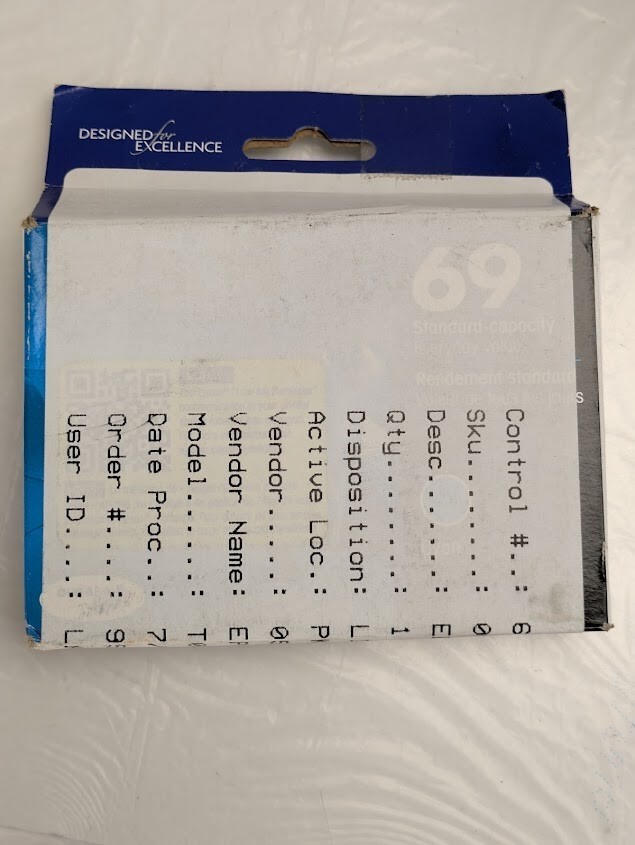 DESIGNED for
EXCELLENCE
69
Standard-capacity
Rendement standard
Control #..: 6
Sku........: 0
Desc.......: E
Qty........: 1
Disposition: L
Active Loc.: P
Vendor.....: 0
Vendor Name: E
Model......: T
Date Proc..: 7
Order #....: 9
User ID....: L